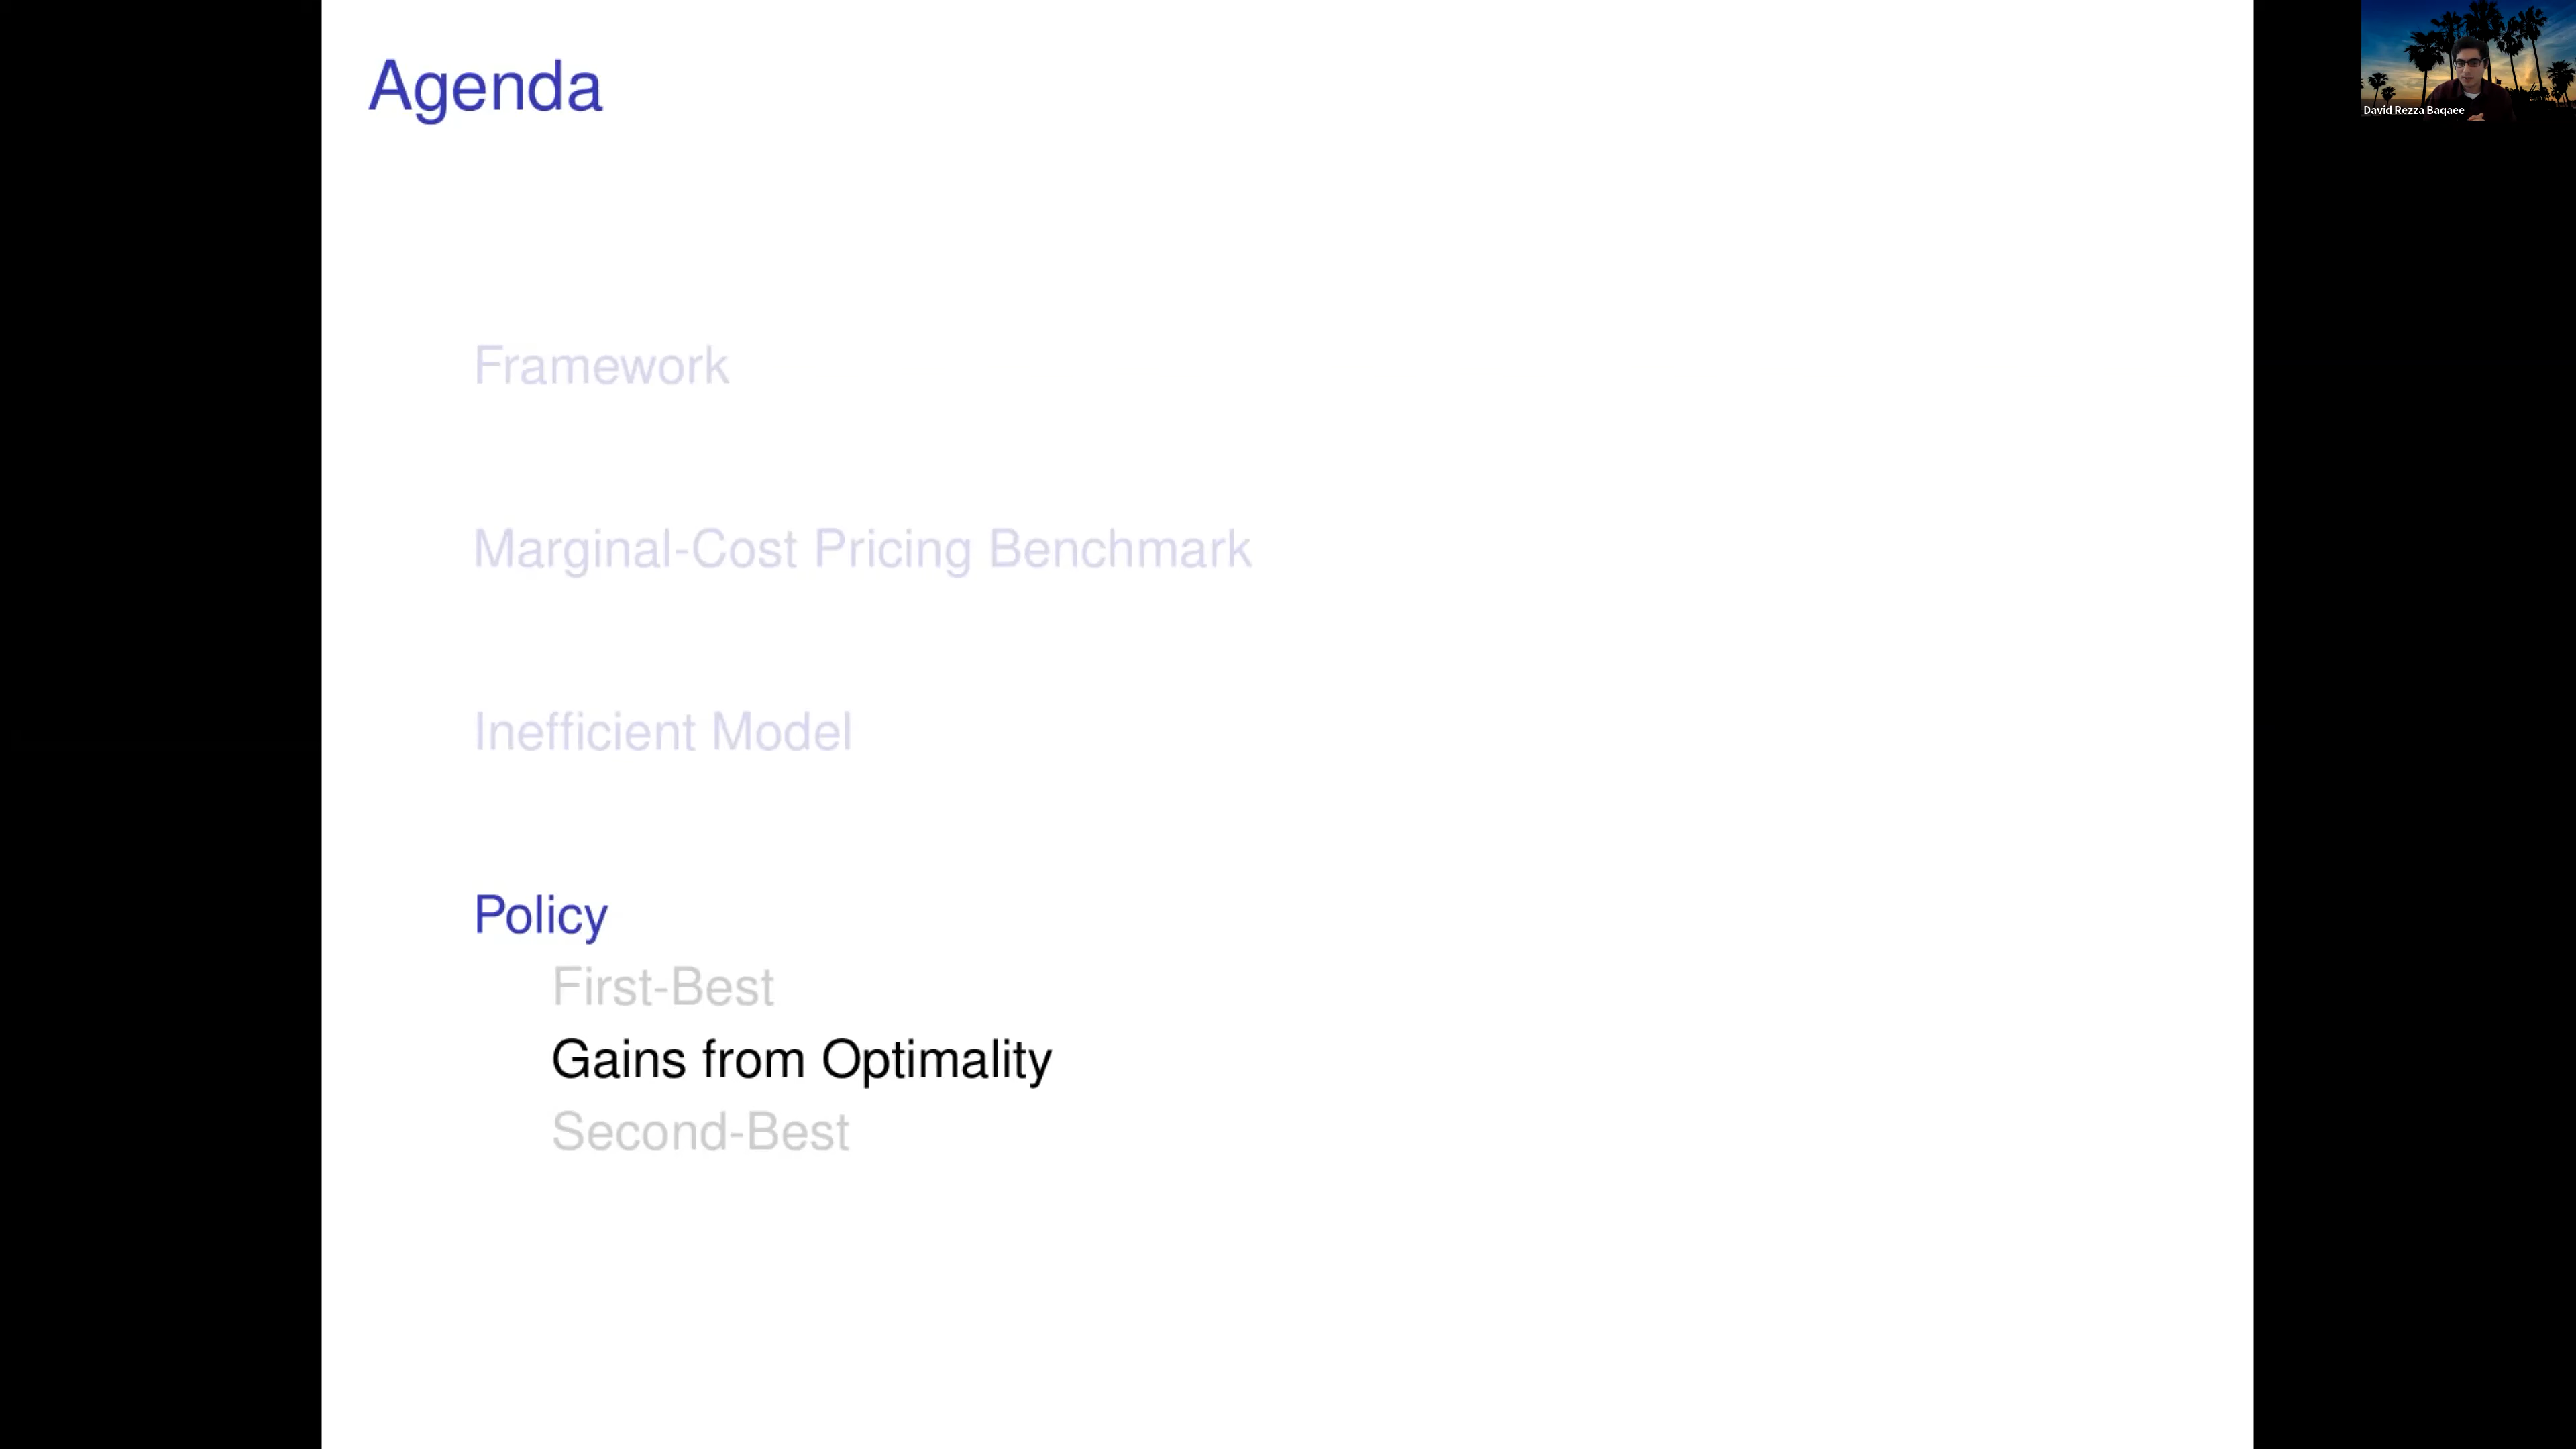 Agenda
David Rezza Baqaee
Framework
Marginal-Cost Pricing Benchmark
Inefficient Model
Policy
First-Best
Gains from Optimality
Second-Best